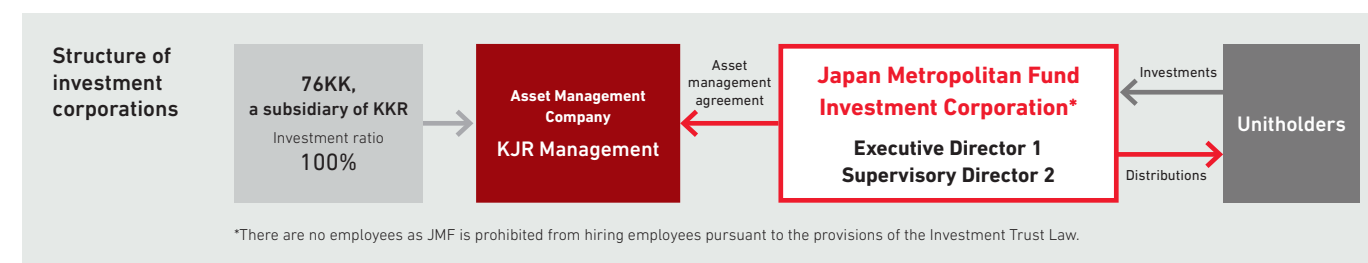 Structure of
investment
corporations
76KK,
a subsidiary of KKR
Investment ratio
100%
Asset Management
Company
KJR Management
Asset
management
agreement
Japan Metropolitan Fund
Investment Corporation*
Executive Director 1
Supervisory Director 2
Investments
Distributions
Unitholders
*There are no employees as JMF is prohibited from hiring employees pursuant to the provisions of the Investment Trust Law.